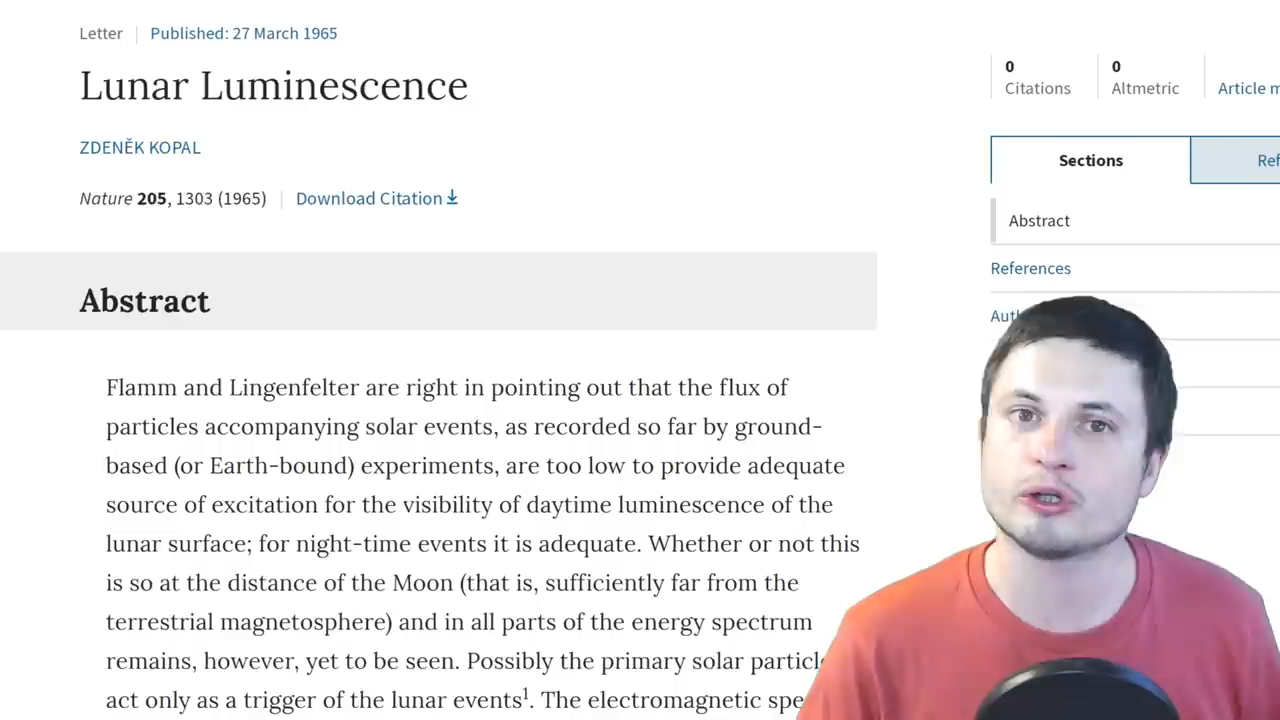 Letter Published: 27 March 1965
Lunar Luminescence
ZDENĚK KOPAL
Nature 205, 1303 (1965) Download Citation
Abstract
Flamm and Lingenfelter are right in pointing out that the flux of
particles accompanying solar events, as recorded so far by ground-
based (or Earth-bound) experiments, are too low to provide adequate
source of excitation for the visibility of daytime luminescence of the
lunar surface; for night-time events it is adequate. Whether or not this
is so at the distance of the Moon (that is, sufficiently far from the
terrestrial magnetosphere) and in all parts of the energy spectrum
remains, however, yet to be seen. Possibly the primary solar
act only as a trigger of the lunar events1. The electromagnetic
0 0
Citations Altmetric Article
Sections
Abstract
References